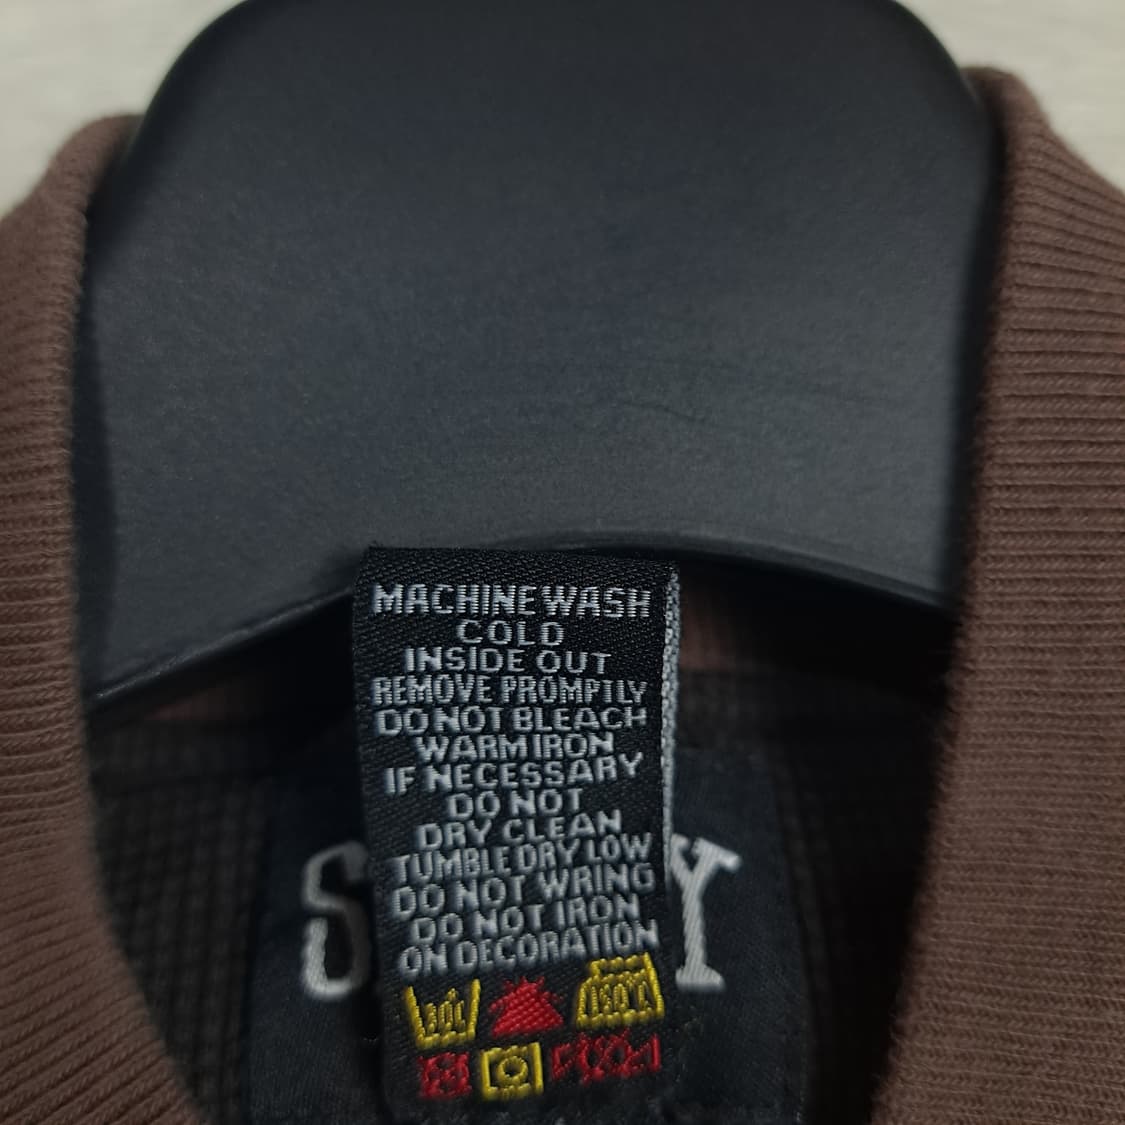 MACHINE WASH
COLD
INSIDE OUT
REMOVE PROMPTLY
DO NOT BLEACH
WARM IRON
IF NECESSARY
DO NOT
DRY CLEAN
TUMBLE DRY LOW
DO NOT WRING
DO NOT IRON
ON DECORATION
S Y